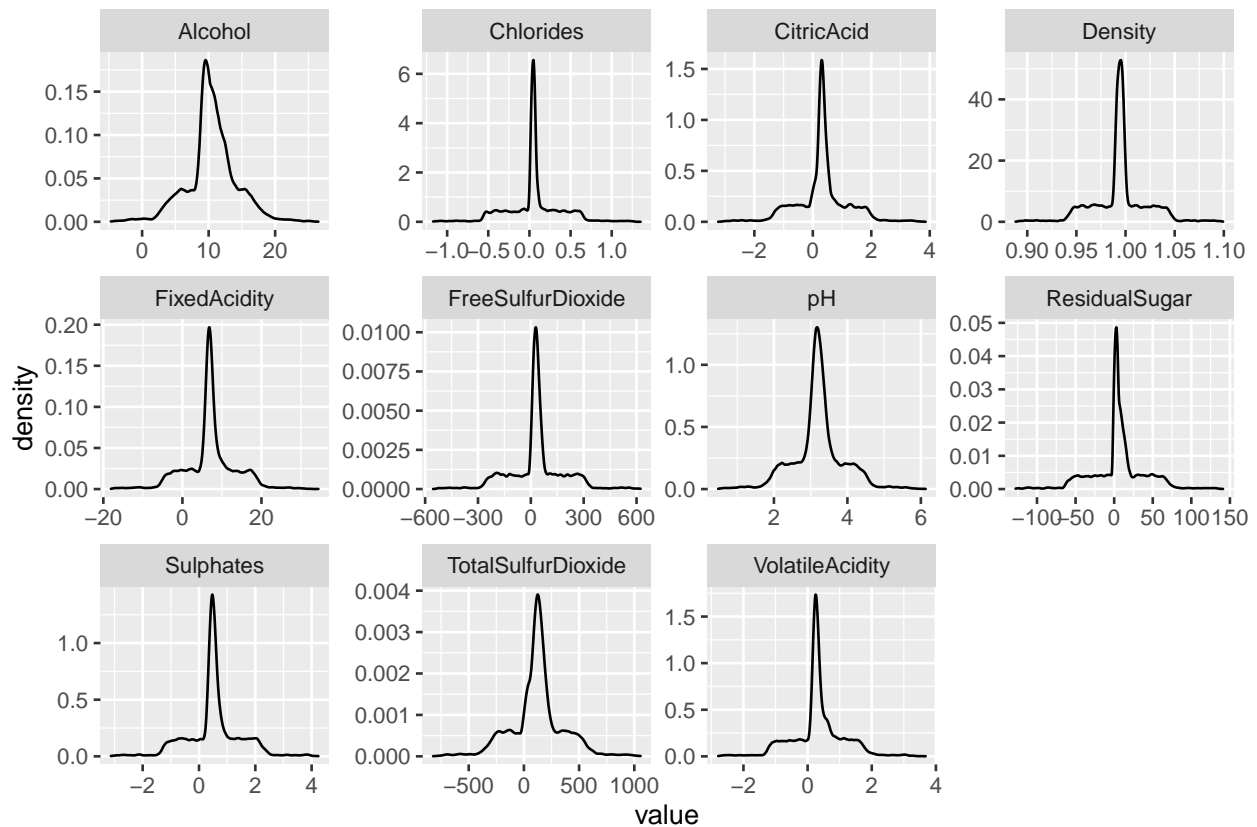 Alcohol Chlorides CitricAcid Density
0.15
0.10
0.05
0.00
0 10 20
6
4
2
0
−1.0 −0.5 0.0 0.5 1.0
1.5
1.0
0.5
0.0
−2 0 2 4
40
20
0
0.90 0.95 1.00 1.05 1.10
FixedAcidity FreeSulfurDioxide pH ResidualSugar
0.20
0.15
0.10
0.05
0.00
−20 0 20
0.0100
0.0075
0.0050
0.0025
0.0000
−600 −300 0 300 600
1.0
0.5
0.0
2 4 6
0.05
0.04
0.03
0.02
0.01
0.00
−100 −50 0 50 100 150
density
Sulphates TotalSulfurDioxide VolatileAcidity
1.0
0.5
0.0
−2 0 2 4
0.004
0.003
0.002
0.001
0.000
−500 0 500 1000
1.5
1.0
0.5
0.0
−2 0 2 4
value